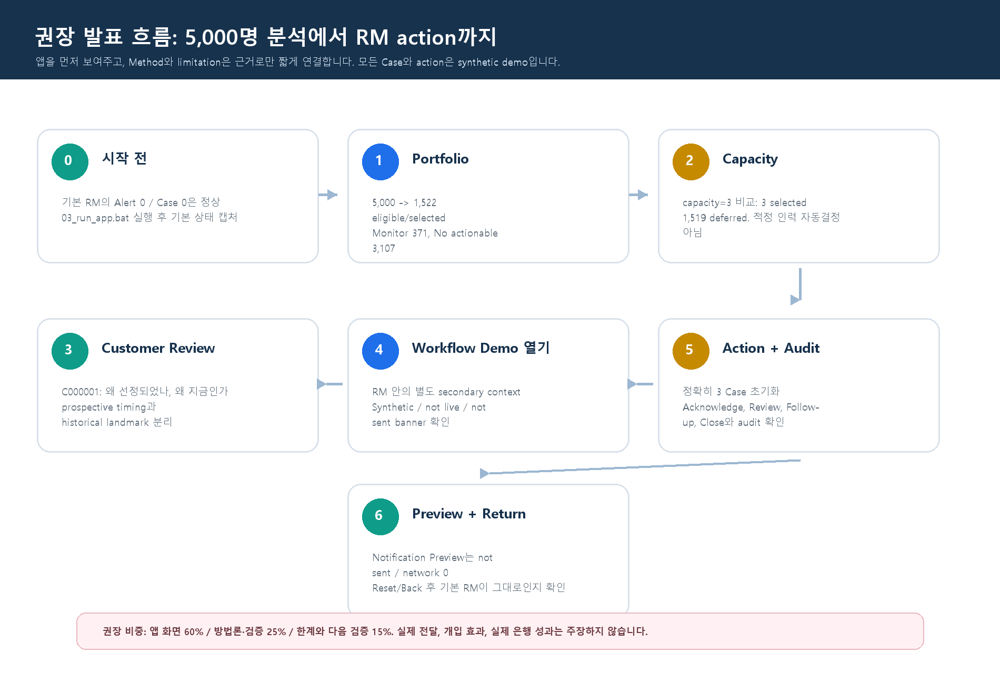 권장 발표 흐름: 5,000명 분석에서 RM action까지
앱을 먼저 보여주고, Method와 limitation은 근거로만 짧게 연결합니다. 모든 Case와 action은 synthetic demo입니다.
0
시작 전
기본 RM의 Alert 0 / Case 0은 정상
03_run_app.bat 실행 후 기본 상태 캡처
1
Portfolio
5,000 -> 1,522
eligible/selected
Monitor 371, No actionable
3,107
2
Capacity
capacity=3 비교: 3 selected
1,519 deferred. 적정 인력 자동결정
아님
3
Customer Review
C000001: 왜 선정되었나, 왜 지금인가
prospective timing과
historical landmark 분리
4
Workflow Demo 열기
RM 안의 별도 secondary context
Synthetic / not live / not
sent banner 확인
5
Action + Audit
정확히 3 Case 초기화
Acknowledge, Review, Follow-
up, Close와 audit 확인
6
Preview + Return
Notification Preview는 not
sent / network 0
Reset/Back 후 기본 RM이 그대로인지 확인
권장 비중: 앱 화면 60% / 방법론·검증 25% / 한계와 다음 검증 15%. 실제 전달, 개입 효과, 실제 은행 성과는 주장하지 않습니다.